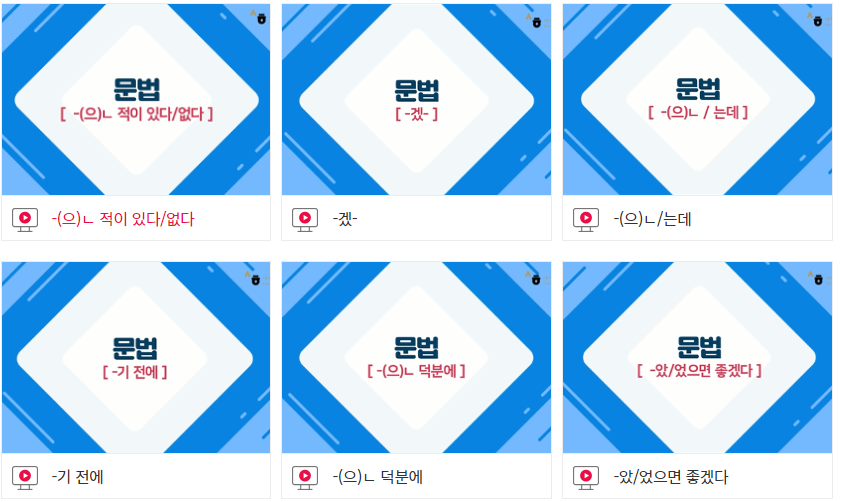 문법
[ -(으)ㄴ 적이 있다/없다 ]
문법
[ -겠- ]
문법
[ -(으)ㄴ / 는데 ]
-(으)ㄴ 적이 있다/없다
-겠-
-(으)ㄴ/는데
문법
[ -기 전에 ]
문법
[ -(으)ㄴ 덕분에 ]
문법
[ -았/었으면 좋겠다 ]
-기 전에
-(으)ㄴ 덕분에
-았/었으면 좋겠다